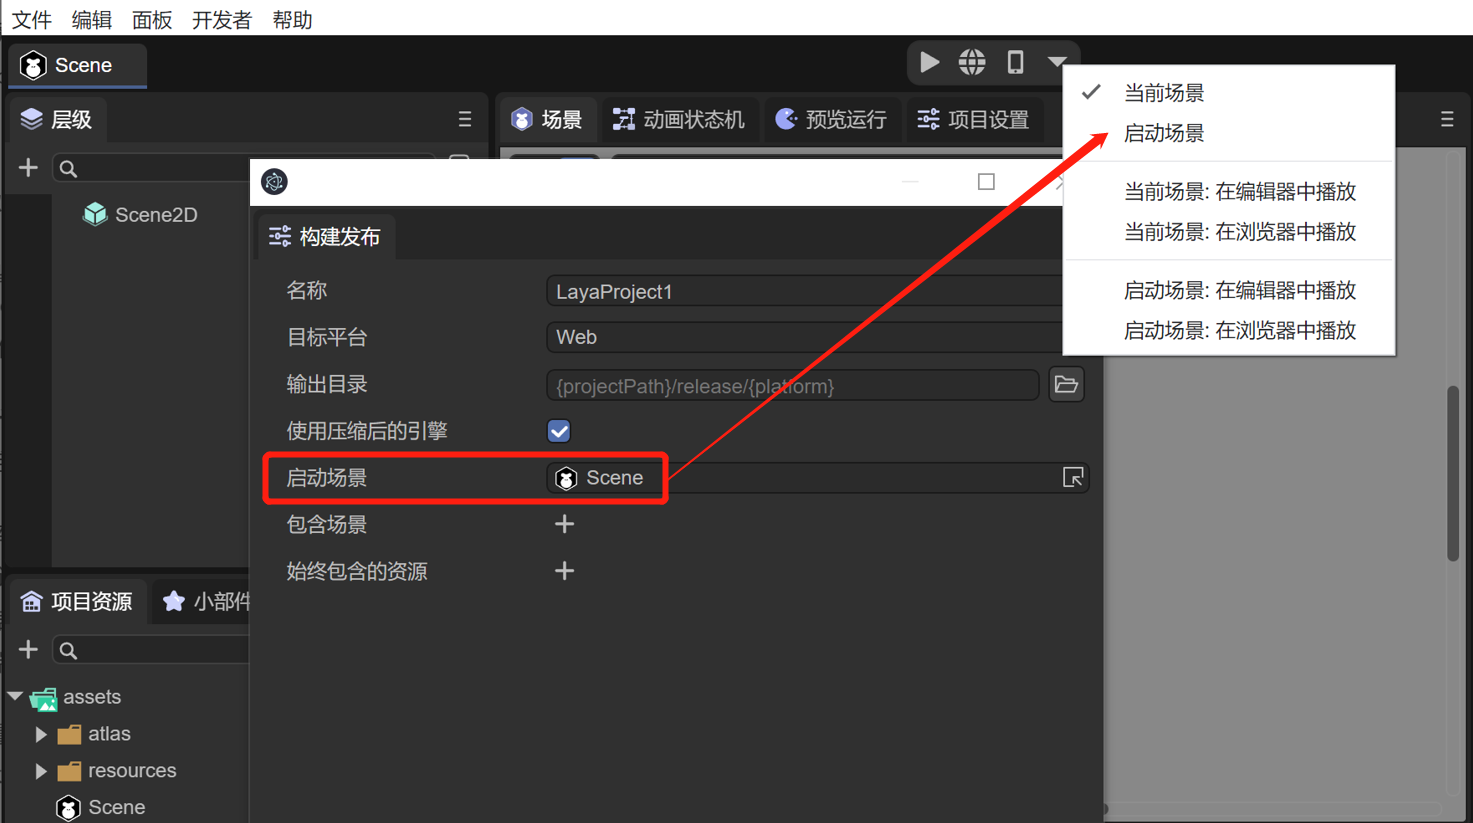 文件 编辑 面板 开发者 帮助
Scene
当前场景
启动场景
当前场景: 在编辑器中播放
当前场景: 在浏览器中播放
启动场景: 在编辑器中播放
启动场景: 在浏览器中播放
层级
场景 动画状态机 预览运行 项目设置
Scene2D
构建发布
名称 LayaProject1
目标平台 Web
输出目录 {projectPath}/release/{platform}
使用压缩后的引擎
启动场景 Scene
包含场景
始终包含的资源
项目资源 小部件
assets
atlas
resources
Scene